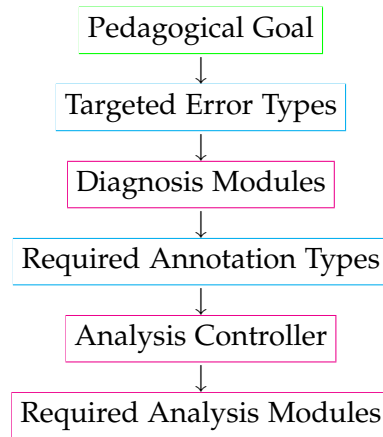 Pedagogical Goal
Targeted Error Types
Diagnosis Modules
Required Annotation Types
Analysis Controller
Required Analysis Modules